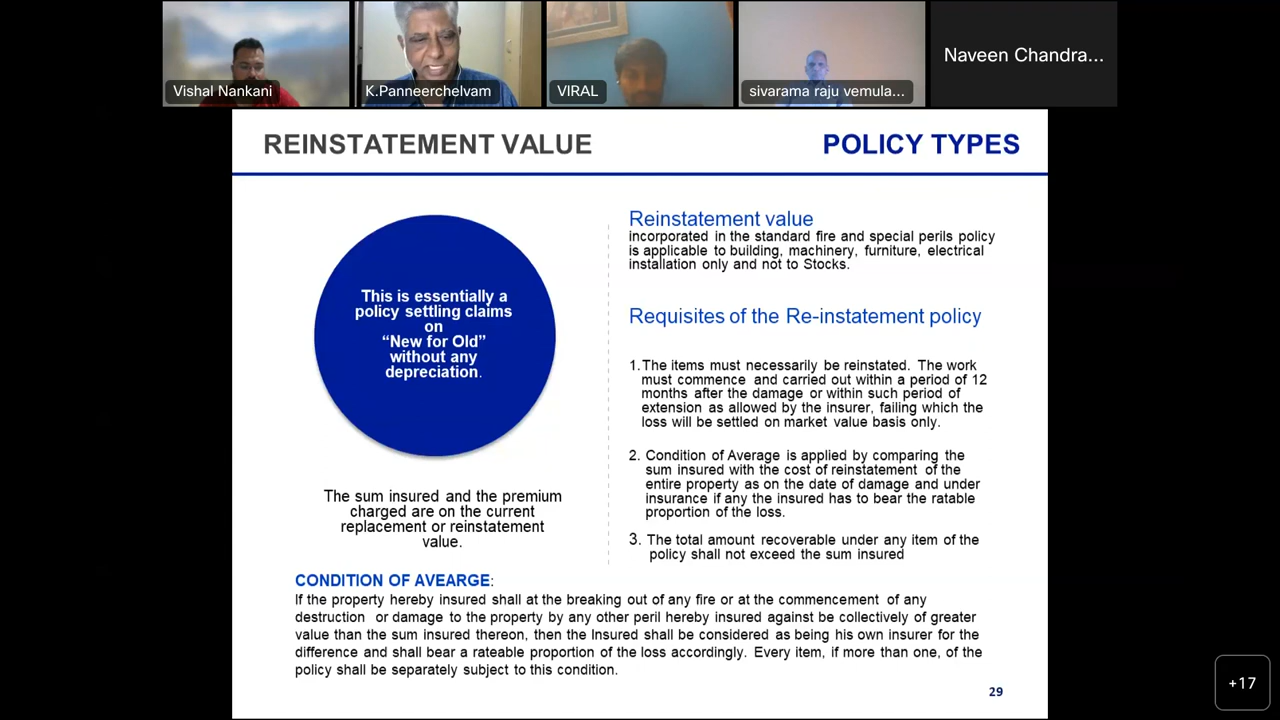 Vishal Nankani
K.Panneerchelvam
VIRAL
sivarama raju vemula...
Naveen Chandra...
REINSTATEMENT VALUE
POLICY TYPES
This is essentially a
policy settling claims
on
“New for Old”
without any
depreciation.
The sum insured and the premium
charged are on the current
replacement or reinstatement
value.
Reinstatement value
incorporated in the standard fire and special perils policy
is applicable to building, machinery, furniture, electrical
installation only and not to Stocks.
Requisites of the Re-instatement policy
1. The items must necessarily be reinstated. The work
must commence and carried out within a period of 12
months after the damage or within such period of
extension as allowed by the insurer, failing which the
loss will be settled on market value basis only.
2. Condition of Average is applied by comparing the
sum insured with the cost of reinstatement of the
entire property as on the date of damage and under
insurance if any the insured has to bear the ratable
proportion of the loss.
3. The total amount recoverable under any item of the
policy shall not exceed the sum insured
CONDITION OF AVEARGE:
If the property hereby insured shall at the breaking out of any fire or at the commencement of any
destruction or damage to the property by any other peril hereby insured against be collectively of greater
value than the sum insured thereon, then the Insured shall be considered as being his own insurer for the
difference and shall bear a rateable proportion of the loss accordingly. Every item, if more than one, of the
policy shall be separately subject to this condition.
29
+17